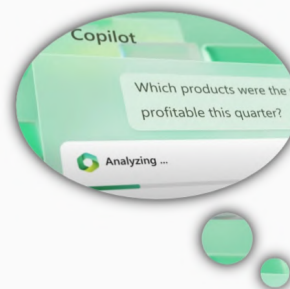 Copilot
Which products were the
profitable this quarter?
Analyzing ...